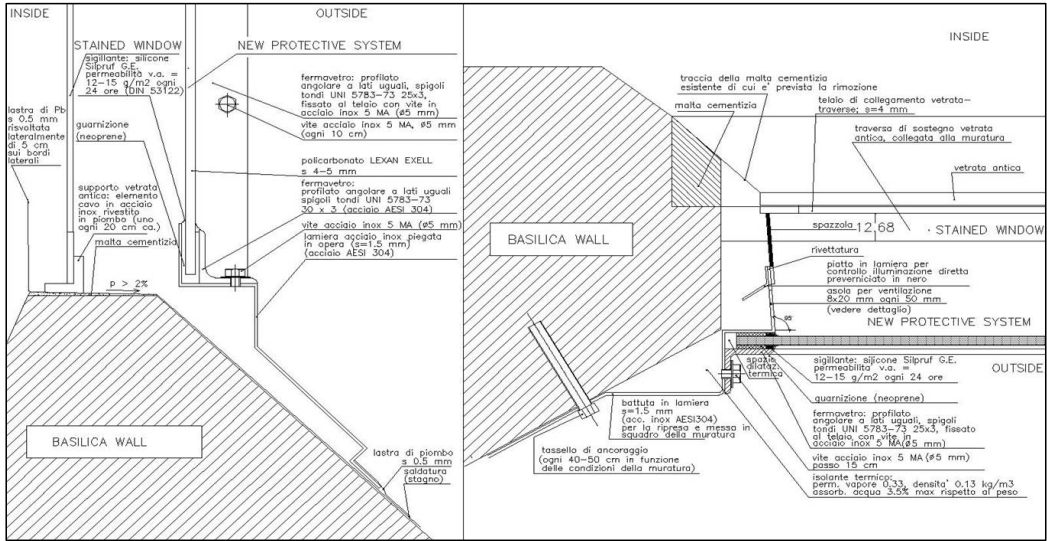 INSIDE
OUTSIDE
STAINED WINDOW
NEW PROTECTIVE SYSTEM
sigillante: silicone
Silpruf G.E.
permeabilità v.a. =
12-15 g/m2 ogni
24 ore (DIN 53122)
lastra di Pb
s 0.5 mm
risvoltata
lateralmente
di 5 cm
sui bordi
laterali
guarnizione
(neoprene)
supporto vetrata
antica: elemento
cavo in acciaio
inox rivestito
in piombo (uno
ogni 20 cm ca.)
malta cementizia
p > 2%
fermavetro: profilato
angolare a lati uguali, spigoli
tondi UNI 5783-73 25x3,
fissato al telaio con vite in
acciaio inox 5 MA (ø5 mm)
vite acciaio inox 5 MA, ø5 mm
(ogni 10 cm)
policarbonato LEXAN EXELL
s 4-5 mm
fermavetro:
profilato angolare a lati uguali
spigoli tondi UNI 5783-73
30 x 3 (acciaio AESI 304)
vite acciaio inox 5 MA (ø5 mm)
lamiera acciaio inox piegata
in opera (s=1.5 mm)
(acciaio AESI 304)
BASILICA WALL
lastra di piombo
s 0.5 mm
saldatura
(stagno)
INSIDE
traccia della malta cementizia
esistente di cui e' prevista la rimozione
malta cementizia
telaio di collegamento vetrata-
traverse; s=4 mm
traversa di sostegno vetrata
antica, collegata alla muratura
vetrata antica
BASILICA WALL
spazzola
12,68
STAINED WINDOW
rivettatura
piatto in lamiera per
controllo illuminazione diretta
preverniciato in nero
asola per ventilazione
8x20 mm ogni 50 mm
(vedere dettaglio)
95°
NEW PROTECTIVE SYSTEM
spazio
dilataz.
termica
sigillante: silicone Silpruf G.E.
permeabilità v.a. =
12-15 g/m2 ogni 24 ore
OUTSIDE
guarnizione (neoprene)
battuta in lamiera
s=1.5 mm
(acc. inox AESI304)
per la ripresa e messa in
squadro della muratura
fermavetro: profilato
angolare a lati uguali, spigoli
tondi UNI 5783-73 25x3, fissato
al telaio con vite in
acciaio inox 5 MA(ø5 mm)
tassello di ancoraggio
(ogni 40-50 cm in funzione
delle condizioni della muratura)
vite acciaio inox 5 MA (ø5 mm)
passo 15 cm
isolante termico:
perm. vapore 0.33, densita' 0.13 kg/m3
assorb. acqua 3.5% max rispetto al peso